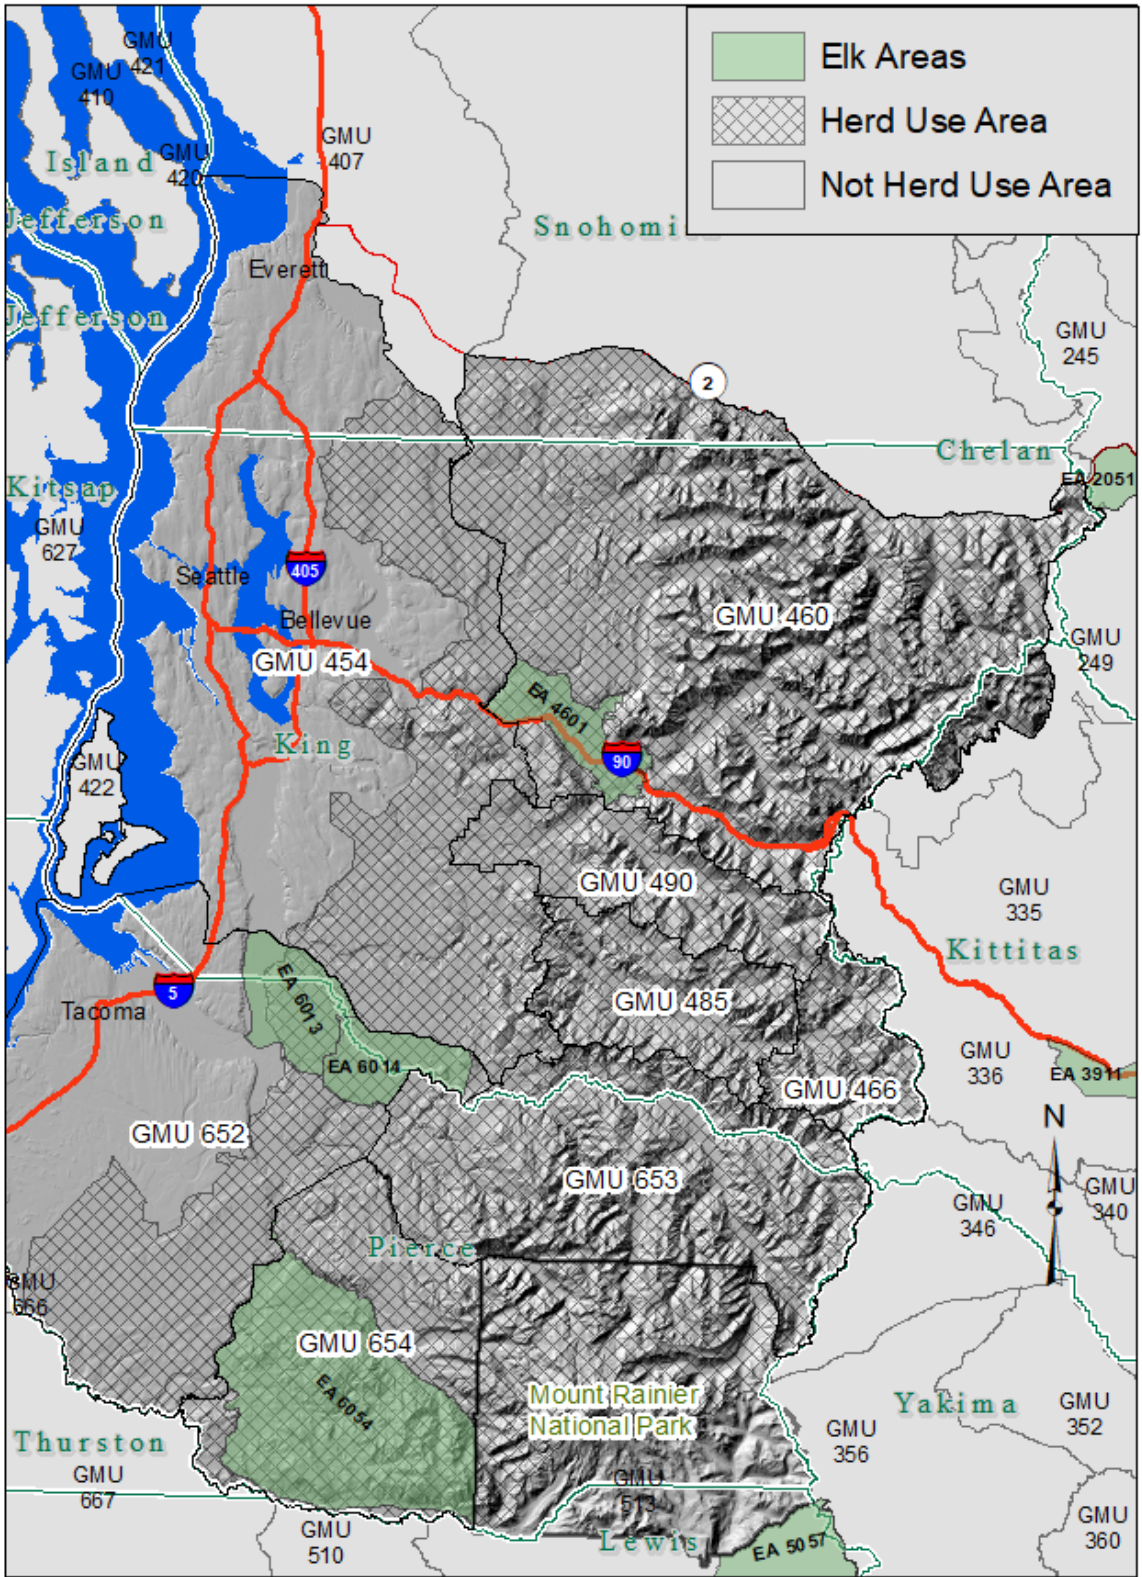 GMU
421
GMU
410
Elk Areas
Herd Use Area
Not Herd Use Area
GMU
407
Island
GMU
420
Jefferson
Snohomi
Everett
Jefferson
GMU
245
2
Chelan
EA 2051
Kitsap
GMU
627
405
Seattle
Bellevue
GMU 460
GMU 454
GMU
249
EA 4601
King
90
GMU
422
GMU 490
GMU
335
Kittitas
EA 6013
GMU 485
5
Tacoma
EA 6014
GMU
336
EA 3911
GMU 466
N
GMU 652
GMU 653
GMU
340
GMU
346
Pierce
GMU
666
GMU 654
EA 6054
Mount Rainier
National Park
Yakima
GMU
352
GMU
356
Thurston
GMU
667
GMU
513
GMU
510
Lewis
EA 5057
GMU
360